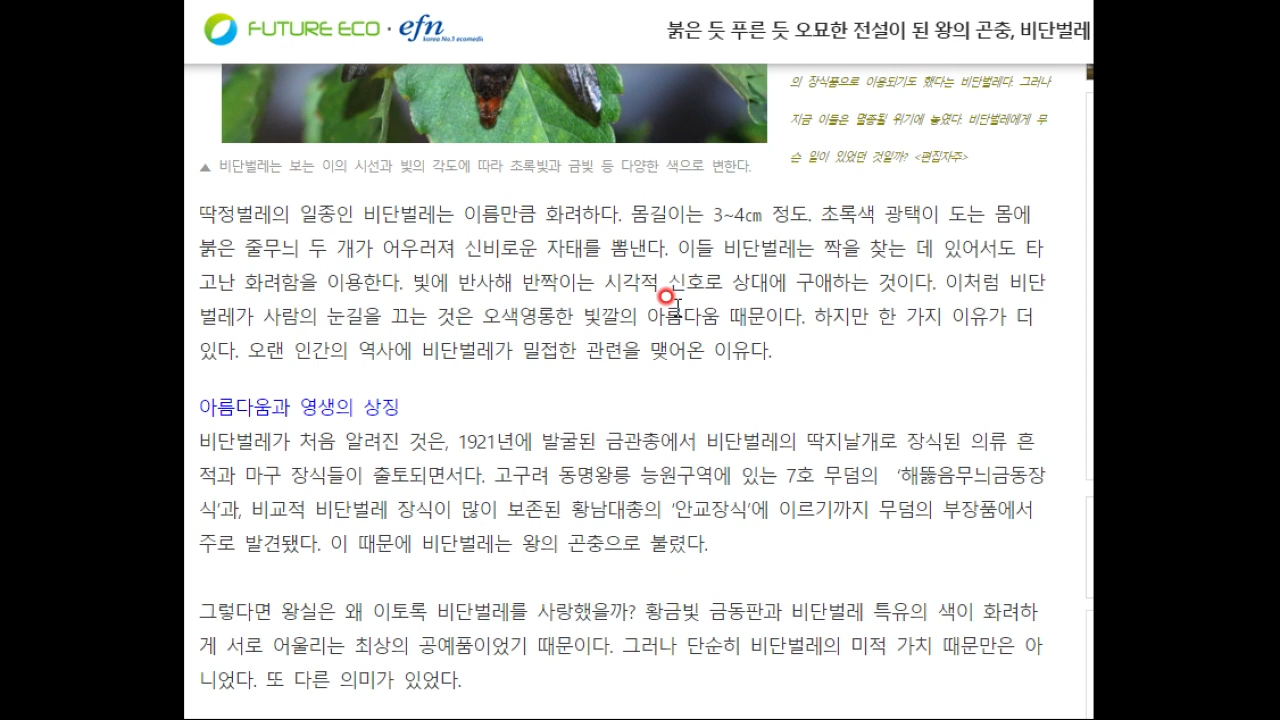 FUTURE ECO · efn
korea No.1 ecomedia
붉은 듯 푸른 듯 오묘한 전설이 된 왕의 곤충, 비단벌레
의 장식품으로 이용되기도 했다는 비단벌레다. 그러나
지금 이들은 멸종될 위기에 놓였다. 비단벌레에게 무
슨 일이 있었던 것일까? <편집자주>
▲ 비단벌레는 보는 이의 시선과 빛의 각도에 따라 초록빛과 금빛 등 다양한 색으로 변한다.
딱정벌레의 일종인 비단벌레는 이름만큼 화려하다. 몸길이는 3~4㎝ 정도. 초록색 광택이 도는 몸에
붉은 줄무늬 두 개가 어우러져 신비로운 자태를 뽐낸다. 이들 비단벌레는 짝을 찾는 데 있어서도 타
고난 화려함을 이용한다. 빛에 반사해 반짝이는 시각적 신호로 상대에 구애하는 것이다. 이처럼 비단
벌레가 사람의 눈길을 끄는 것은 오색영롱한 빛깔의 아름다움 때문이다. 하지만 한 가지 이유가 더
있다. 오랜 인간의 역사에 비단벌레가 밀접한 관련을 맺어온 이유다.
아름다움과 영생의 상징
비단벌레가 처음 알려진 것은, 1921년에 발굴된 금관총에서 비단벌레의 딱지날개로 장식된 의류 흔
적과 마구 장식들이 출토되면서다. 고구려 동명왕릉 능원구역에 있는 7호 무덤의 ‘해뚫음무늬금동장
식’과, 비교적 비단벌레 장식이 많이 보존된 황남대총의 ‘안교장식’에 이르기까지 무덤의 부장품에서
주로 발견됐다. 이 때문에 비단벌레는 왕의 곤충으로 불렸다.
그렇다면 왕실은 왜 이토록 비단벌레를 사랑했을까? 황금빛 금동판과 비단벌레 특유의 색이 화려하
게 서로 어울리는 최상의 공예품이었기 때문이다. 그러나 단순히 비단벌레의 미적 가치 때문만은 아
니었다. 또 다른 의미가 있었다.